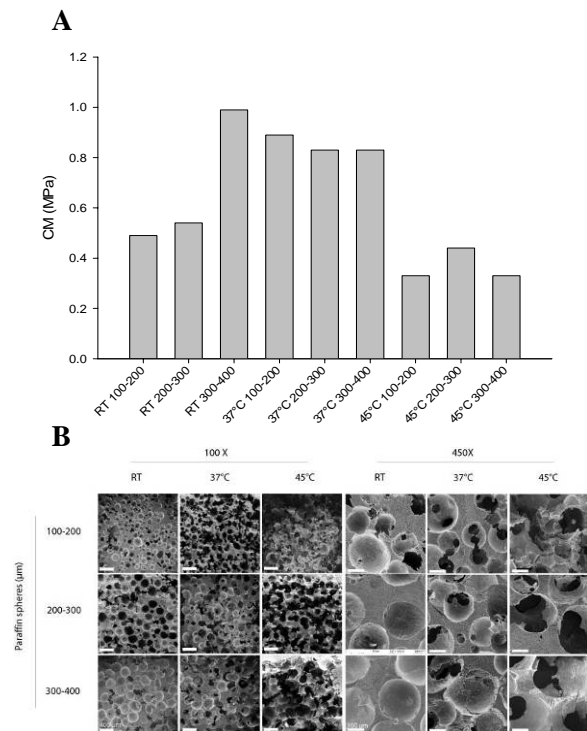 A
CM (MPa)
1.2
1.0
0.8
0.6
0.4
0.2
0.0
RT 100-200
RT 200-300
RT 300-400
37°C 100-200
37°C 200-300
37°C 300-400
45°C 100-200
45°C 200-300
45°C 300-400
B
100 X 450X
RT 37°C 45°C RT 37°C 45°C
Paraffin spheres (µm)
100-200
200-300
300-400